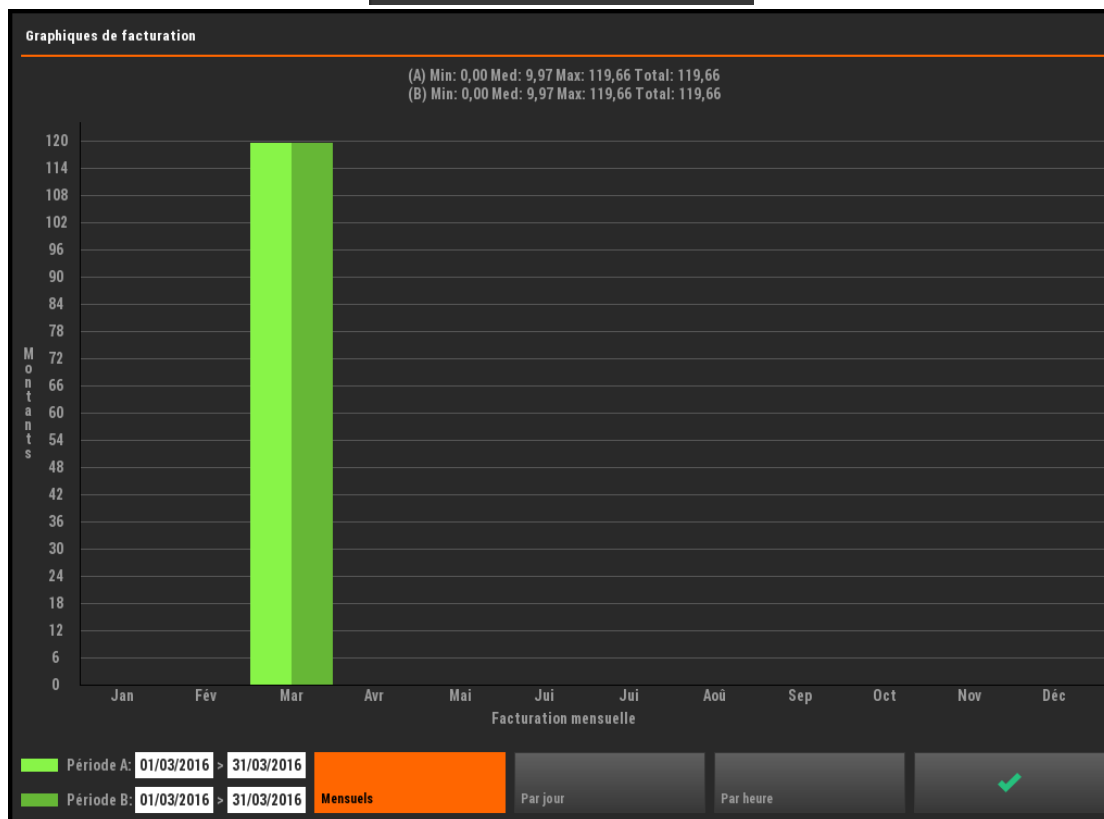 Graphiques de facturation
(A) Min: 0,00 Med: 9,97 Max: 119,66 Total: 119,66
(B) Min: 0,00 Med: 9,97 Max: 119,66 Total: 119,66
120
114
108
102
96
90
84
78
72
66
60
54
48
42
36
30
24
18
12
6
0
Montants
Jan Fév Mar Avr Mai Jui Jui Aoû Sep Oct Nov Déc
Facturation mensuelle
Période A: 01/03/2016 > 31/03/2016
Période B: 01/03/2016 > 31/03/2016
Mensuels Par jour Par heure